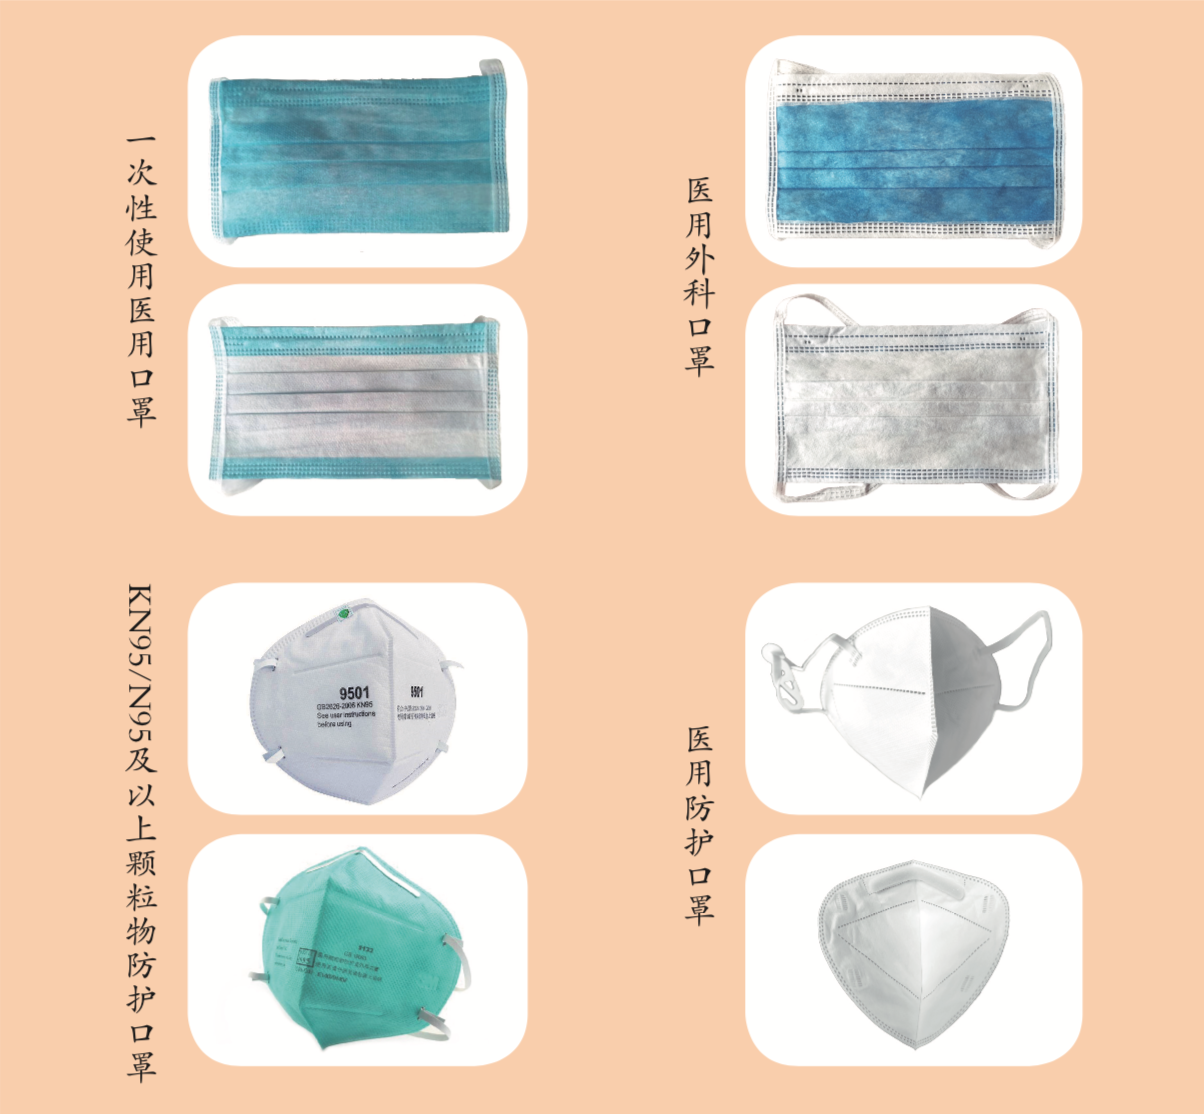 一次性使用医用口罩
医用外科口罩
KN95/N95及以上颗粒物防护口罩
9501
GB2626-2006 KN95
See user instructions
before using
9501
医用防护口罩